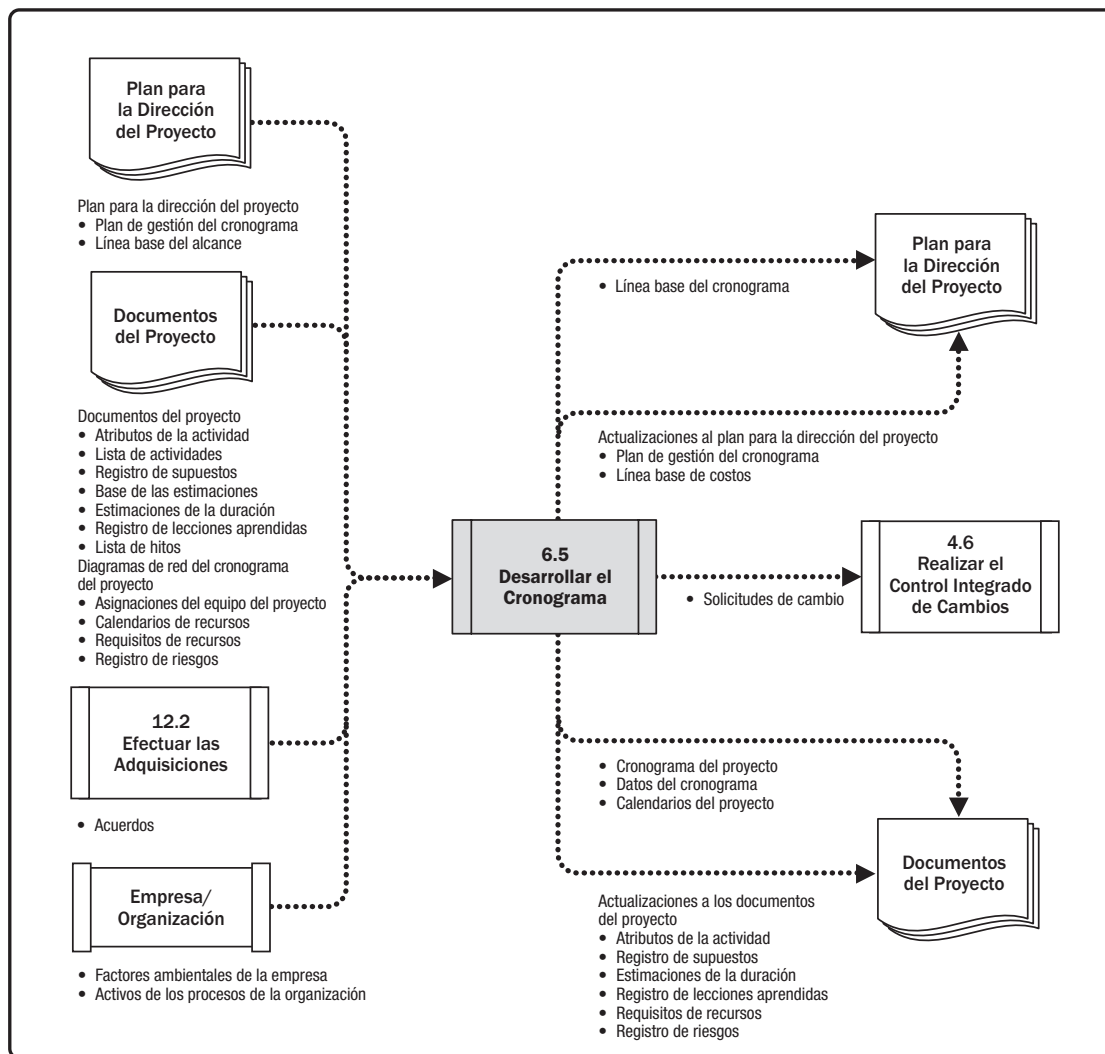 Plan para
la Dirección
del Proyecto
Plan para la dirección del proyecto
• Plan de gestión del cronograma
• Línea base del alcance
Documentos
del Proyecto
Documentos del proyecto
• Atributos de la actividad
• Lista de actividades
• Registro de supuestos
• Base de las estimaciones
• Estimaciones de la duración
• Registro de lecciones aprendidas
• Lista de hitos
Diagramas de red del cronograma
del proyecto
• Asignaciones del equipo del proyecto
• Calendarios de recursos
• Requisitos de recursos
• Registro de riesgos
12.2
Efectuar las
Adquisiciones
• Acuerdos
Empresa/
Organización
• Factores ambientales de la empresa
• Activos de los procesos de la organización
6.5
Desarrollar el
Cronograma
• Línea base del cronograma
Plan para
la Dirección
del Proyecto
Actualizaciones al plan para la dirección del proyecto
• Plan de gestión del cronograma
• Línea base de costos
• Solicitudes de cambio
4.6
Realizar el
Control Integrado
de Cambios
• Cronograma del proyecto
• Datos del cronograma
• Calendarios del proyecto
Documentos
del Proyecto
Actualizaciones a los documentos
del proyecto
• Atributos de la actividad
• Registro de supuestos
• Estimaciones de la duración
• Registro de lecciones aprendidas
• Requisitos de recursos
• Registro de riesgos